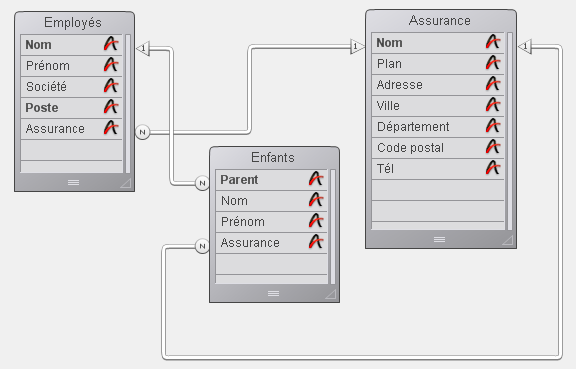 Employés
Nom
Prénom
Société
Poste
Assurance
1
N
Enfants
Parent
Nom
Prénom
Assurance
N
N
Assurance
Nom
Plan
Adresse
Ville
Département
Code postal
Tél
1
1